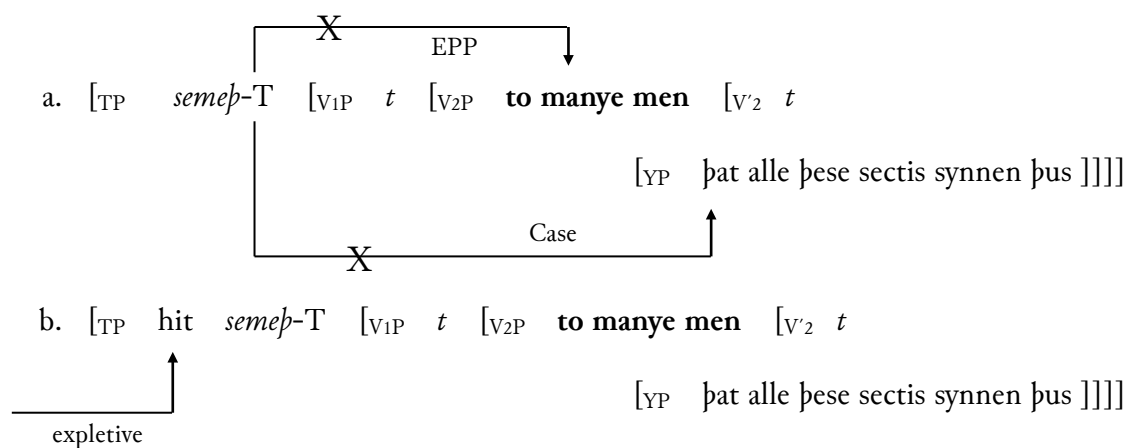 X
EPP
a. [TP semeþ-T [V1P t [V2P to manye men [V′2 t
[YP þat alle þese sectis synnen þus ]]]]
Case
X
b. [TP hit semeþ-T [V1P t [V2P to manye men [V′2 t
[YP þat alle þese sectis synnen þus ]]]]
expletive